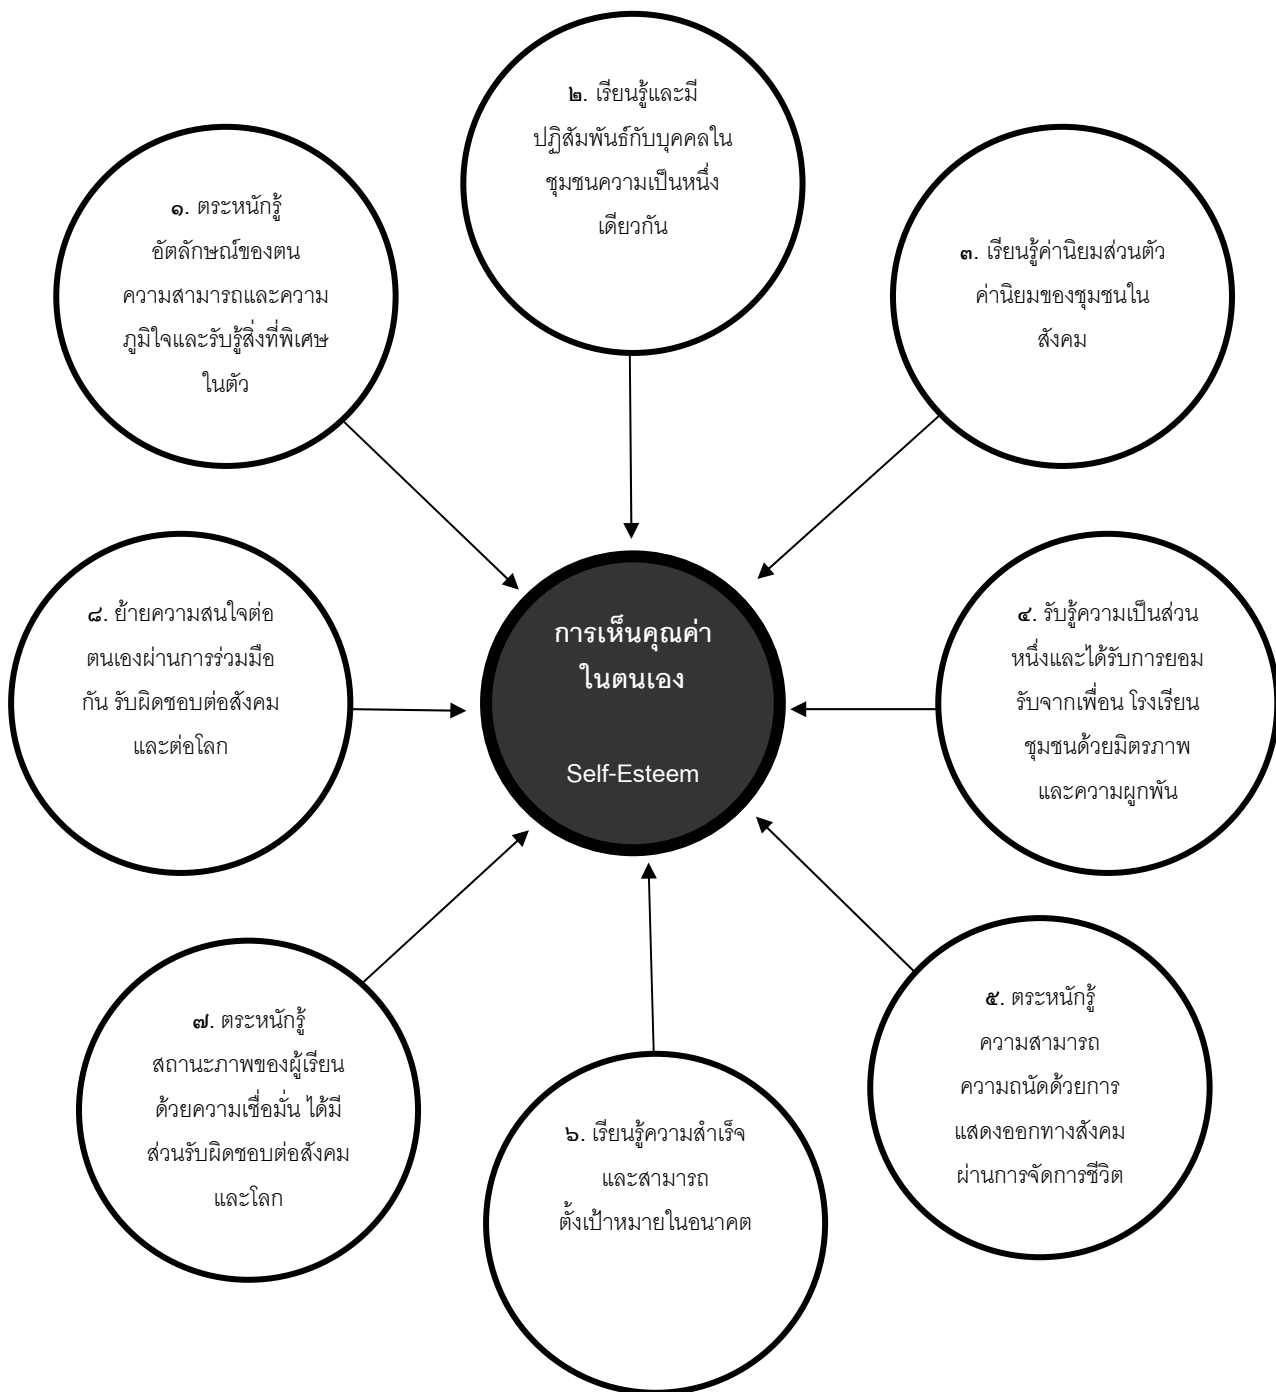 ๑. ตระหนักรู้
อัตลักษณ์ของตน
ความสามารถและความ
ภูมิใจและรับรู้สิ่งที่พิเศษ
ในตัว
๒. เรียนรู้และมี
ปฏิสัมพันธ์กับบุคคลใน
ชุมชนความเป็นหนึ่ง
เดียวกัน
๓. เรียนรู้ค่านิยมส่วนตัว
ค่านิยมของชุมชนใน
สังคม
๔. รับรู้ความเป็นส่วน
หนึ่งและได้รับการยอม
รับจากเพื่อน โรงเรียน
ชุมชนด้วยมิตรภาพ
และความผูกพัน
๕. ตระหนักรู้
ความสามารถ
ความถนัดด้วยการ
แสดงออกทางสังคม
ผ่านการจัดการชีวิต
๖. เรียนรู้ความสำเร็จ
และสามารถ
ตั้งเป้าหมายในอนาคต
๗. ตระหนักรู้
สถานะภาพของผู้เรียน
ด้วยความเชื่อมั่น ได้มี
ส่วนรับผิดชอบต่อสังคม
และโลก
๘. ย้ายความสนใจต่อ
ตนเองผ่านการร่วมมือ
กัน รับผิดชอบต่อสังคม
และต่อโลก
การเห็นคุณค่า
ในตนเอง
Self-Esteem